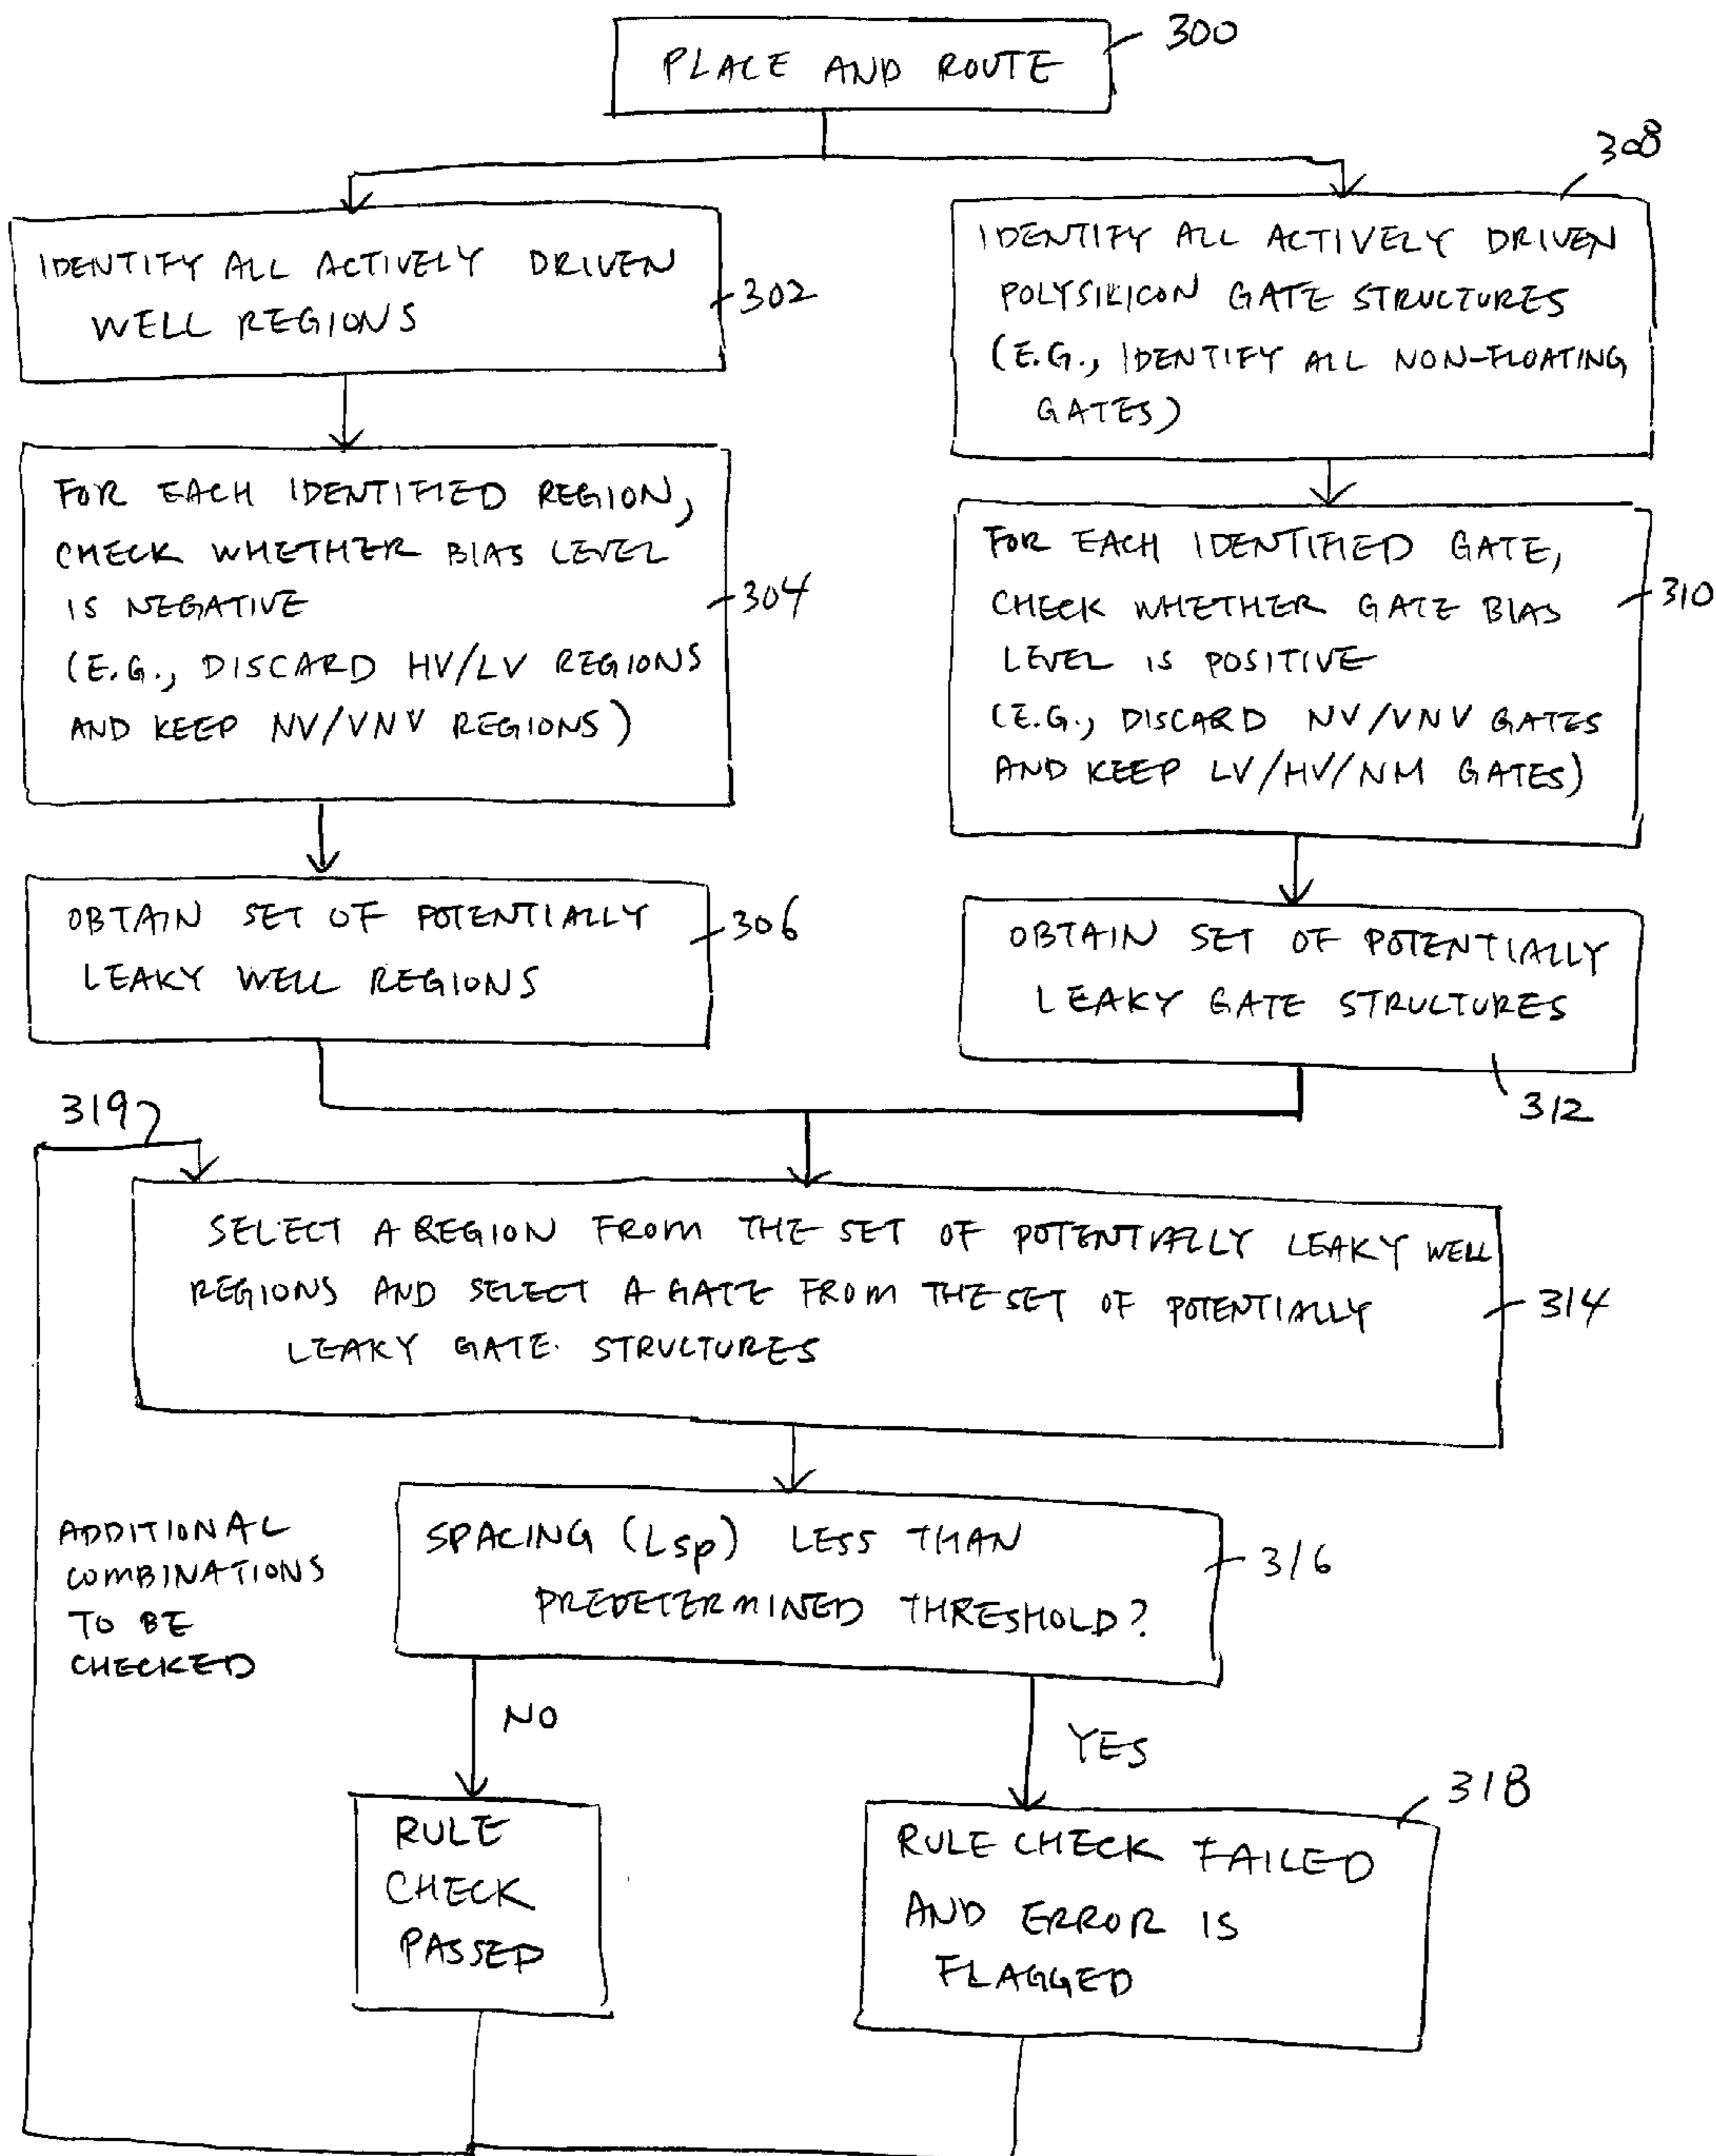 PLACE AND ROUTE
300
IDENTIFY ALL ACTIVELY DRIVEN
WELL REGIONS
302
FOR EACH IDENTIFIED REGION,
CHECK WHETHER BIAS LEVEL
IS NEGATIVE
(E.G., DISCARD HV/LV REGIONS
AND KEEP NV/VNV REGIONS)
304
OBTAIN SET OF POTENTIALLY
LEAKY WELL REGIONS
306
308
IDENTIFY ALL ACTIVELY DRIVEN
POLYSILICON GATE STRUCTURES
(E.G., IDENTIFY ALL NON-FLOATING
GATES)
FOR EACH IDENTIFIED GATE,
CHECK WHETHER GATE BIAS
LEVEL IS POSITIVE
(E.G., DISCARD NV/VNV GATES
AND KEEP LV/HV/NM GATES)
310
OBTAIN SET OF POTENTIALLY
LEAKY GATE STRUCTURES
312
319
SELECT A REGION FROM THE SET OF POTENTIALLY LEAKY WELL
REGIONS AND SELECT A GATE FROM THE SET OF POTENTIALLY
LEAKY GATE STRUCTURES
314
SPACING (Lsp) LESS THAN
PREDETERMINED THRESHOLD?
316
ADDITIONAL
COMBINATIONS
TO BE
CHECKED
NO
YES
RULE
CHECK
PASSED
318
RULE CHECK FAILED
AND ERROR IS
FLAGGED